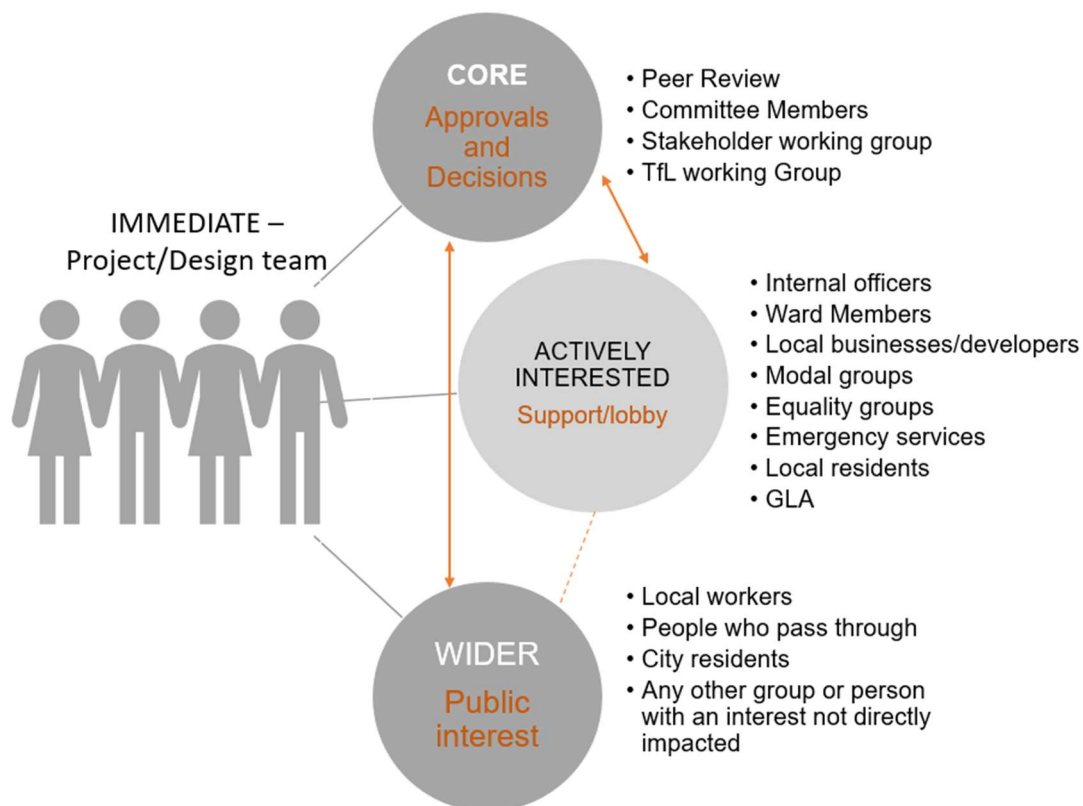 CORE
Approvals
and
Decisions
• Peer Review
• Committee Members
• Stakeholder working group
• TfL working Group
IMMEDIATE –
Project/Design team
ACTIVELY
INTERESTED
Support/lobby
• Internal officers
• Ward Members
• Local businesses/developers
• Modal groups
• Equality groups
• Emergency services
• Local residents
• GLA
WIDER
Public
interest
• Local workers
• People who pass through
• City residents
• Any other group or person
with an interest not directly
impacted